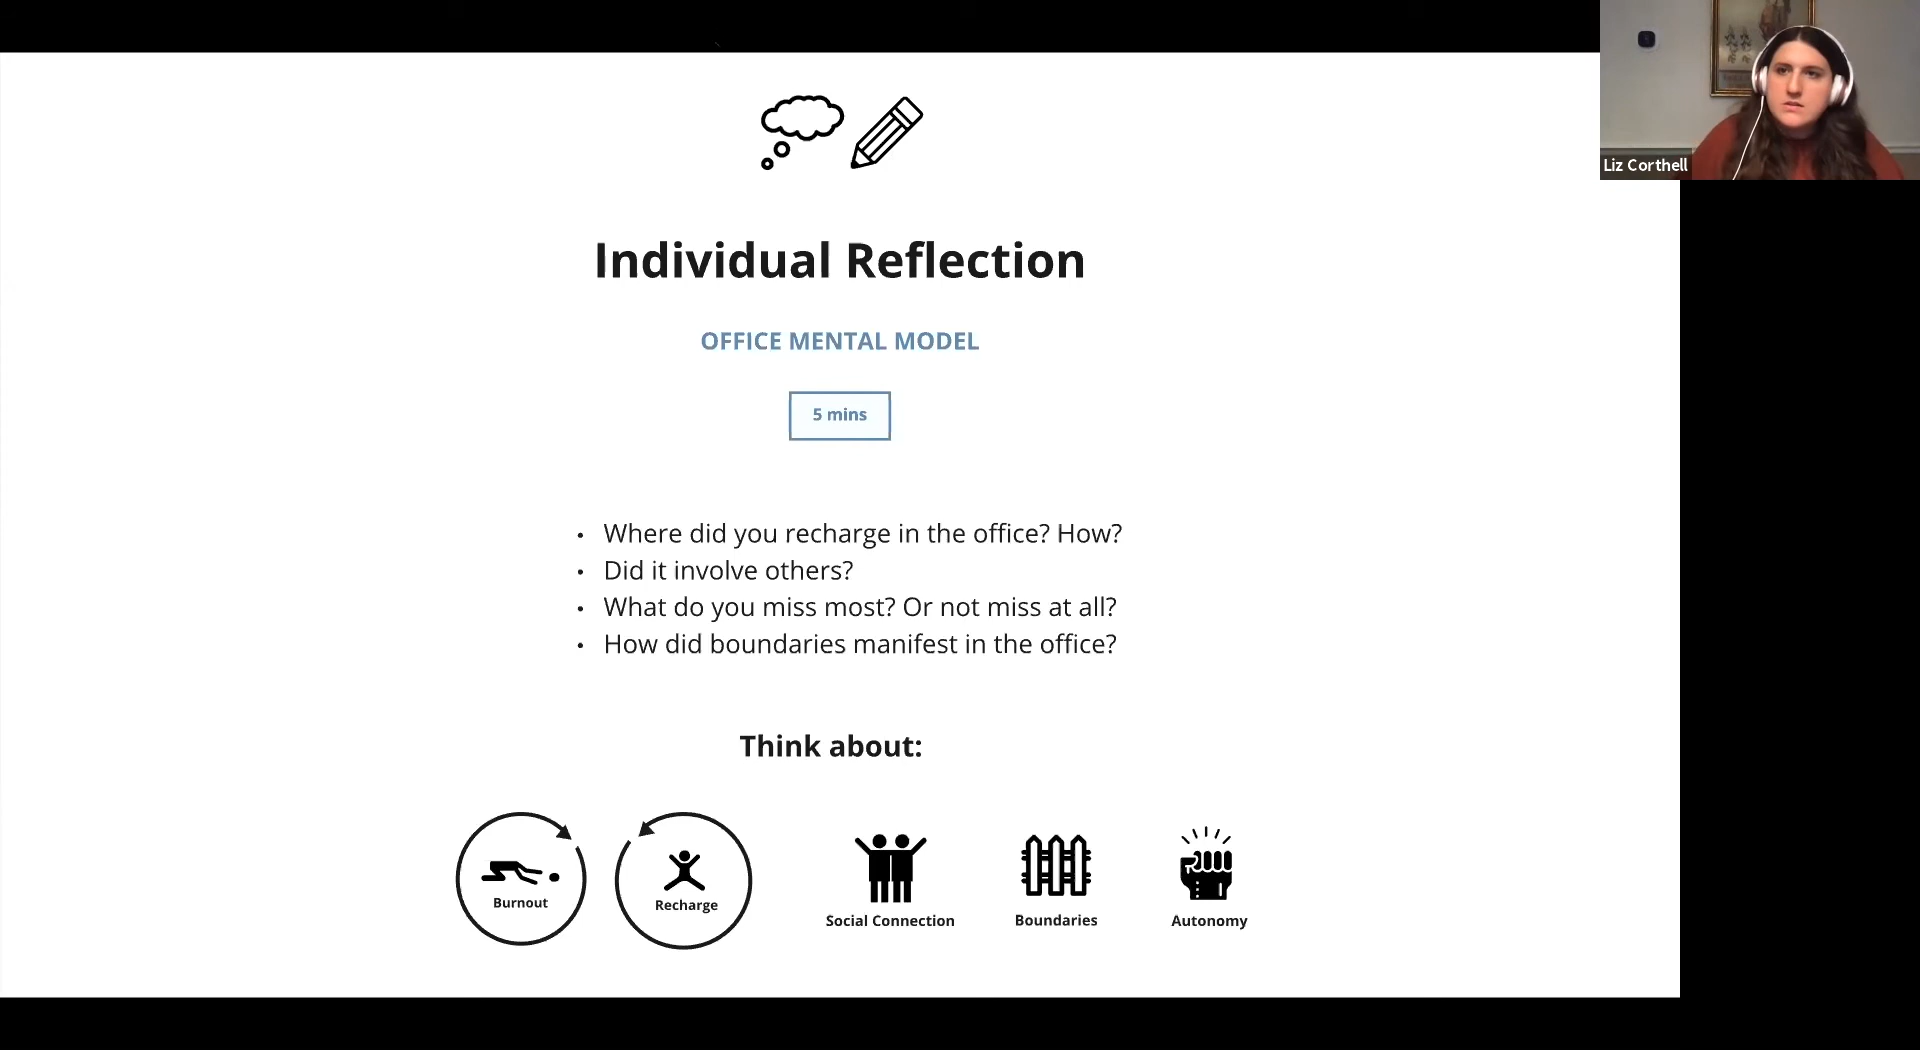 Liz Corthell
Individual Reflection
OFFICE MENTAL MODEL
5 mins
• Where did you recharge in the office? How?
• Did it involve others?
• What do you miss most? Or not miss at all?
• How did boundaries manifest in the office?
Think about:
Burnout
Recharge
Social Connection
Boundaries
Autonomy